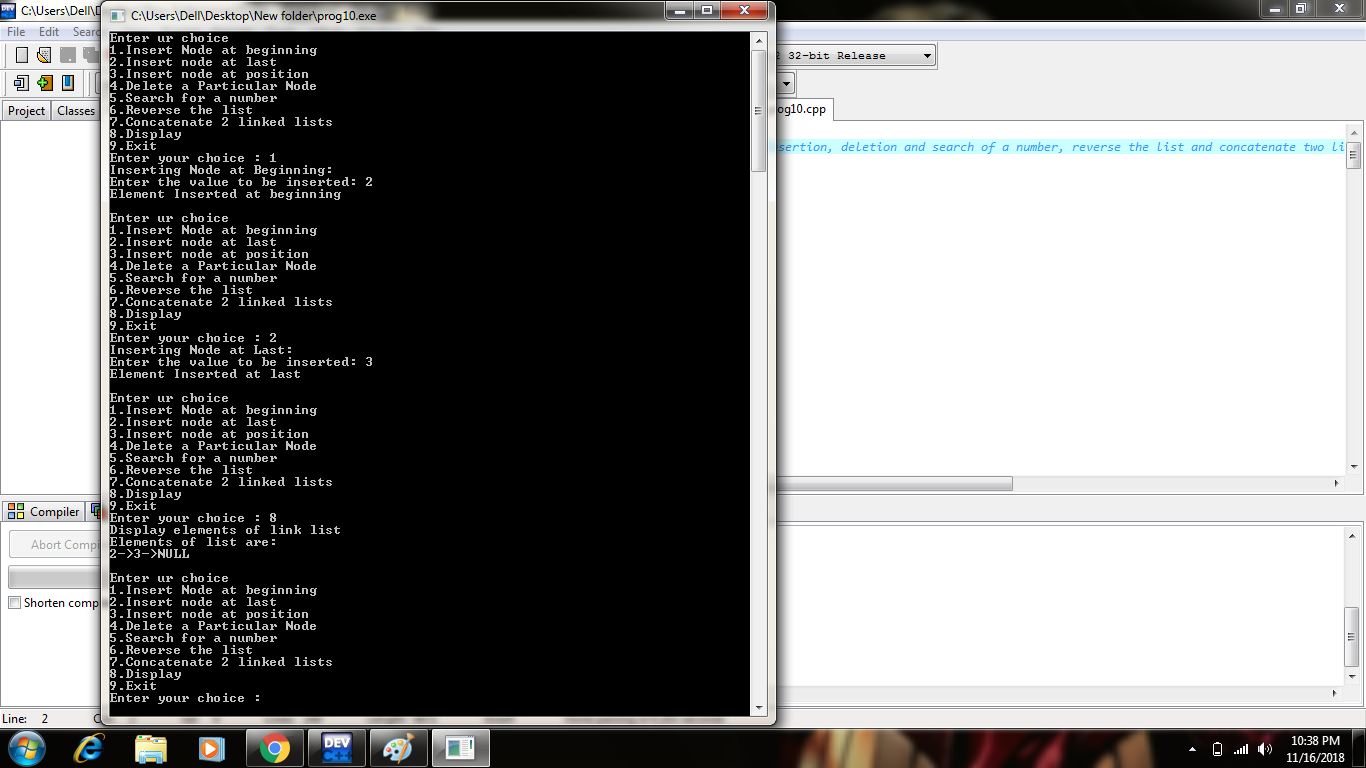 C:\Users\Dell\D
C:\Users\Dell\Desktop\New folder\prog10.exe
File Edit
32-bit Release
Project Classes
prog10.cpp
sertion, deletion and search of a number, reverse the list and concatenate two li
Enter ur choice
1.Insert Node at beginning
2.Insert node at last
3.Insert node at position
4.Delete a Particular Node
5.Search for a number
6.Reverse the list
7.Concatenate 2 linked lists
8.Display
9.Exit
Enter your choice : 1
Inserting Node at Beginning:
Enter the value to be inserted: 2
Element Inserted at beginning
Enter ur choice
1.Insert Node at beginning
2.Insert node at last
3.Insert node at position
4.Delete a Particular Node
5.Search for a number
6.Reverse the list
7.Concatenate 2 linked lists
8.Display
9.Exit
Enter your choice : 2
Inserting Node at Last:
Enter the value to be inserted: 3
Element Inserted at last
Enter ur choice
1.Insert Node at beginning
2.Insert node at last
3.Insert node at position
4.Delete a Particular Node
5.Search for a number
6.Reverse the list
7.Concatenate 2 linked lists
8.Display
9.Exit
Enter your choice : 8
Display elements of link list
Elements of list are:
2->3->NULL
Enter ur choice
1.Insert Node at beginning
2.Insert node at last
3.Insert node at position
4.Delete a Particular Node
5.Search for a number
6.Reverse the list
7.Concatenate 2 linked lists
8.Display
9.Exit
Enter your choice :
Compiler
Abort Compi
Shorten comp
Line: 2
DEV
C++
10:38 PM
11/16/2018